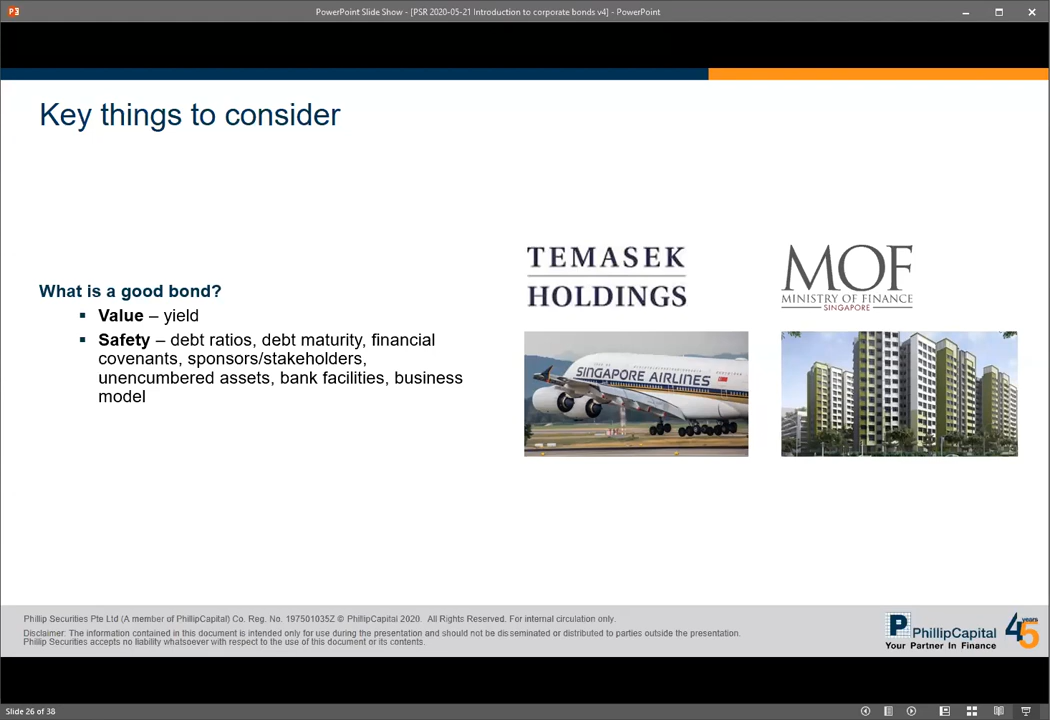 PowerPoint Slide Show - [PSR 2020-05-21 Introduction to corporate bonds v4] - PowerPoint
Key things to consider
What is a good bond?
▪ Value – yield
▪ Safety – debt ratios, debt maturity, financial
covenants, sponsors/stakeholders,
unencumbered assets, bank facilities, business
model
TEMASEK
HOLDINGS
MOF
MINISTRY OF FINANCE
SINGAPORE
SINGAPORE AIRLINES
Phillip Securities Pte Ltd (A member of PhillipCapital) Co. Reg. No. 197501035Z © PhillipCapital 2020. All Rights Reserved. For internal circulation only.
Disclaimer: The information contained in this document is intended only for use during the presentation and should not be disseminated or distributed to parties outside the presentation.
Phillip Securities accepts no liability whatsoever with respect to the use of this document or its contents.
P PhillipCapital
Your Partner In Finance
45 years
Slide 26 of 38